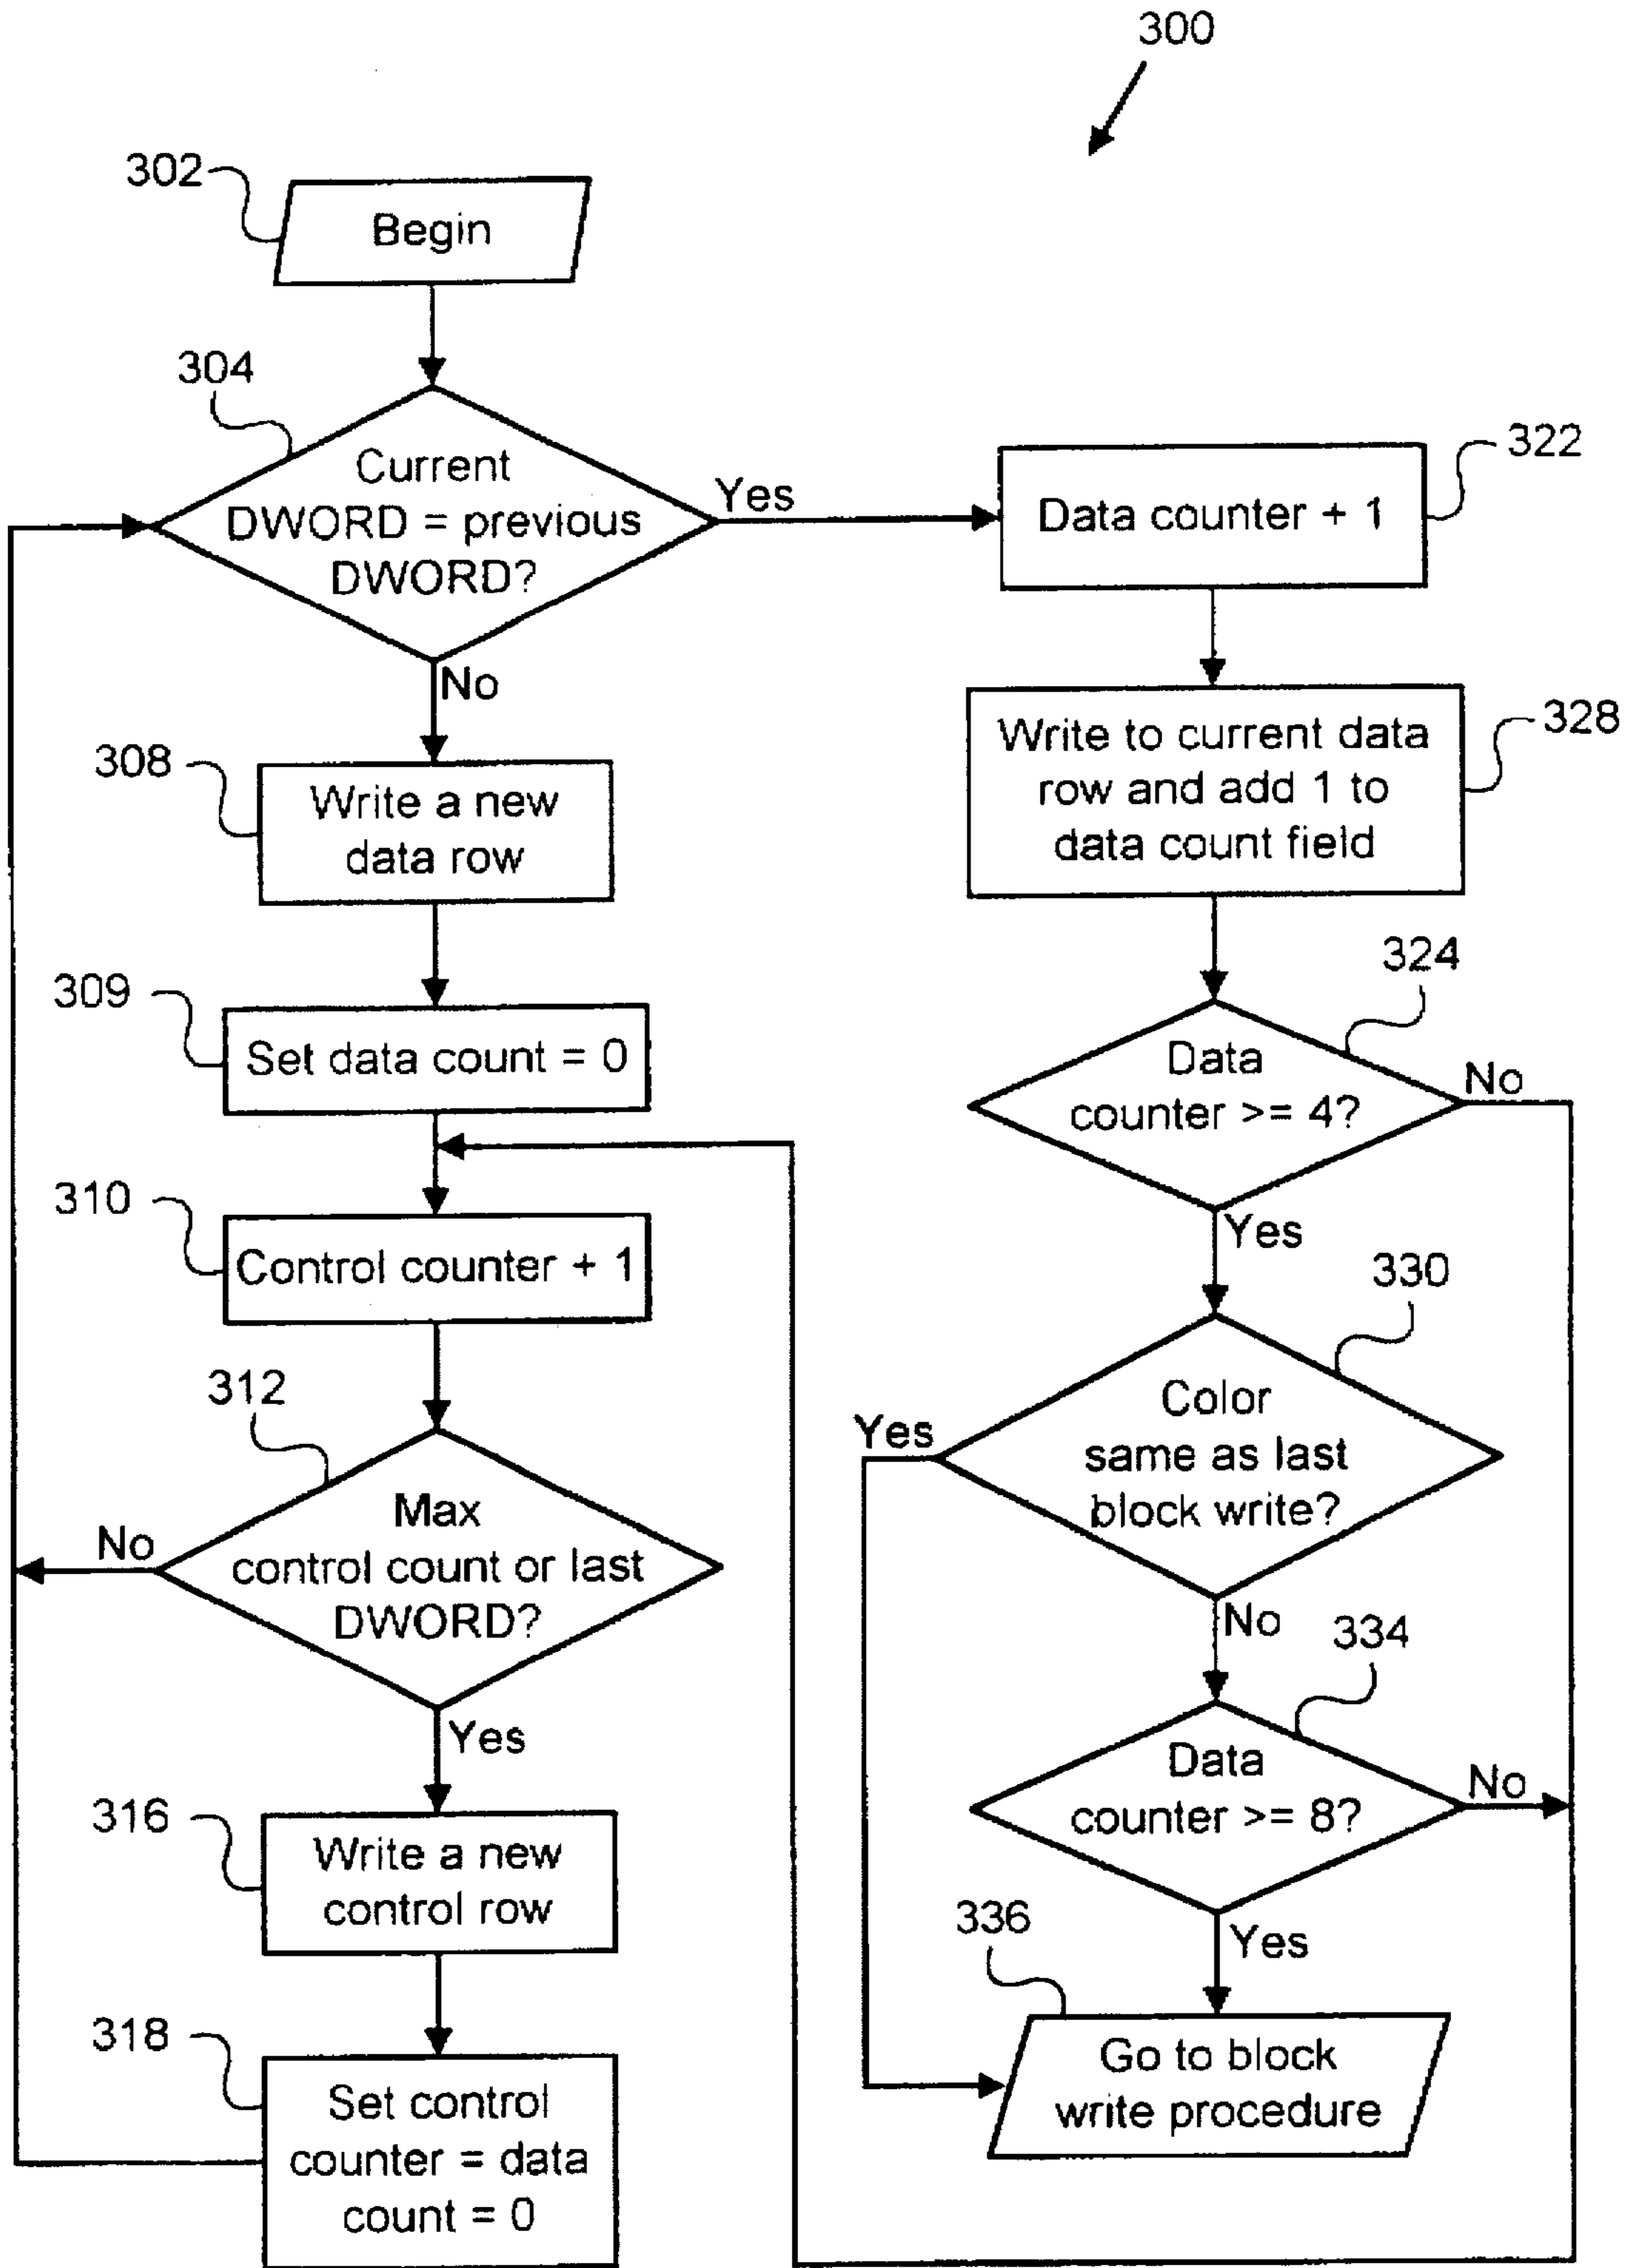 300
302
Begin
304
Current
DWORD = previous
DWORD?
Yes
No
322
Data counter + 1
308
Write a new
data row
328
Write to current data
row and add 1 to
data count field
309
Set data count = 0
324
Data
counter >= 4?
No
Yes
310
Control counter + 1
330
Color
same as last
block write?
Yes
No
312
Max
control count or last
DWORD?
No
Yes
334
Data
counter >= 8?
No
Yes
316
Write a new
control row
336
Go to block
write procedure
318
Set control
counter = data
count = 0